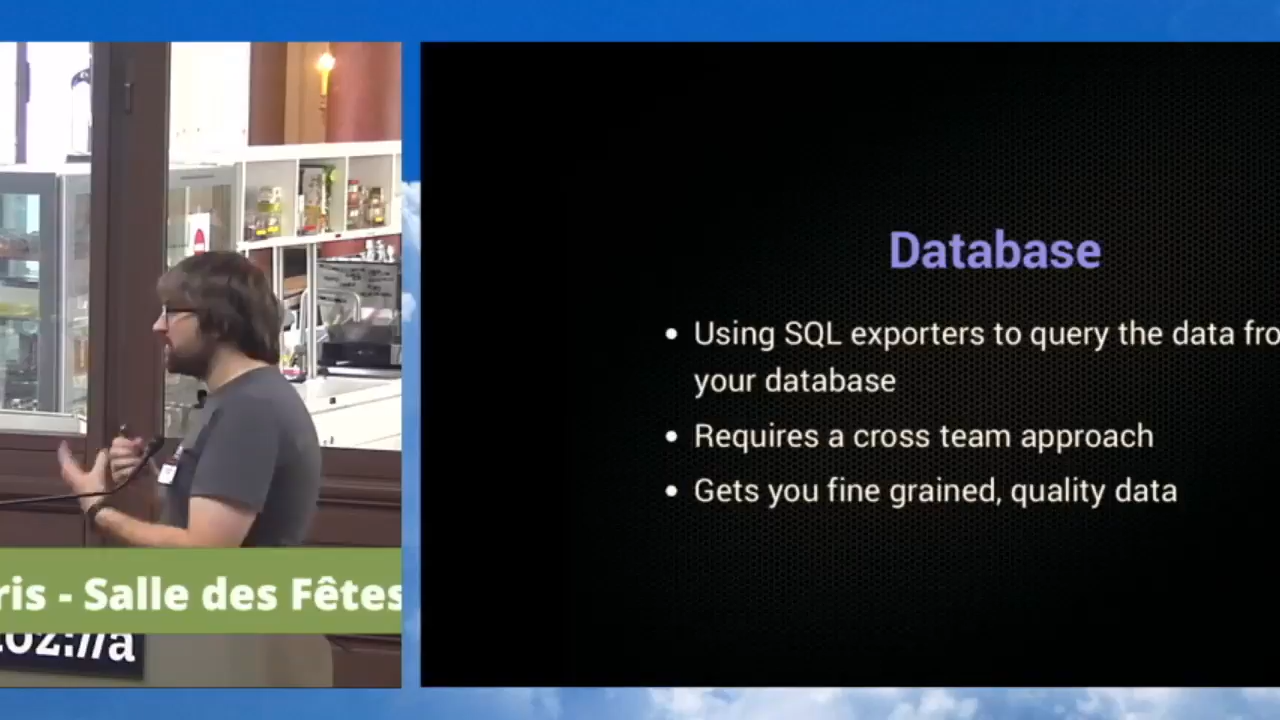 Database
Using SQL exporters to query the data fro
your database
Requires a cross team approach
Gets you fine grained, quality data
ris - Salle des Fêtes
oz://a